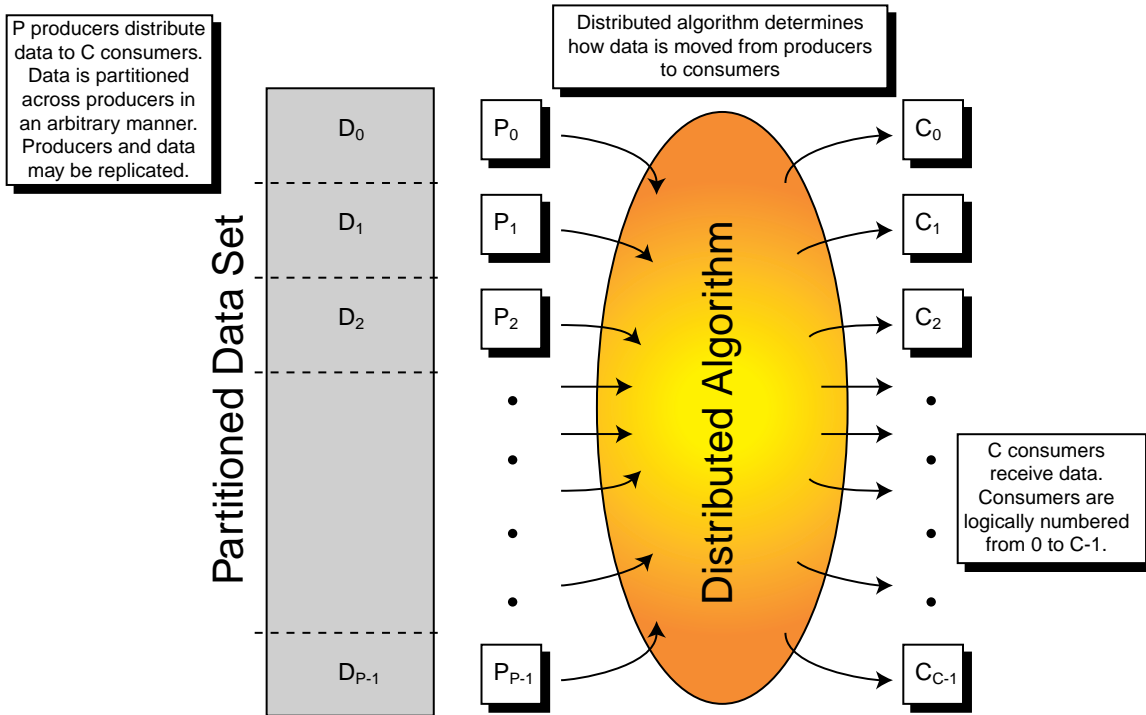 P producers distribute
data to C consumers.
Data is partitioned
across producers in
an arbitrary manner.
Producers and data
may be replicated.
Distributed algorithm determines
how data is moved from producers
to consumers
Partitioned Data Set
D0
D1
D2
DP-1
P0
P1
P2
PP-1
Distributed Algorithm
C0
C1
C2
CC-1
C consumers
receive data.
Consumers are
logically numbered
from 0 to C-1.